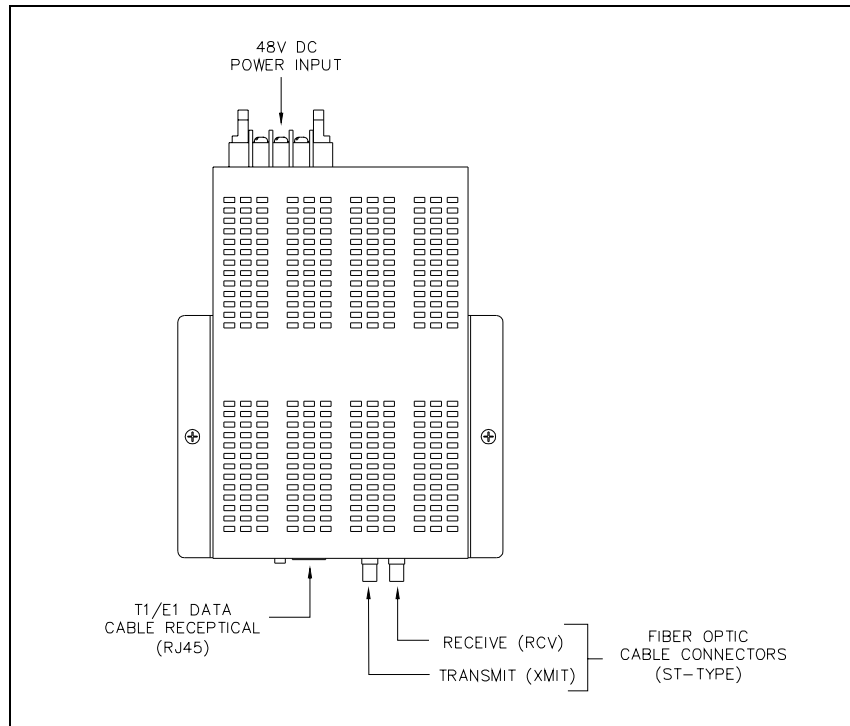 48V DC
POWER INPUT
T1/E1 DATA
CABLE RECEPTICAL
(RJ45)
RECEIVE (RCV)
TRANSMIT (XMIT)
FIBER OPTIC
CABLE CONNECTORS
(ST-TYPE)